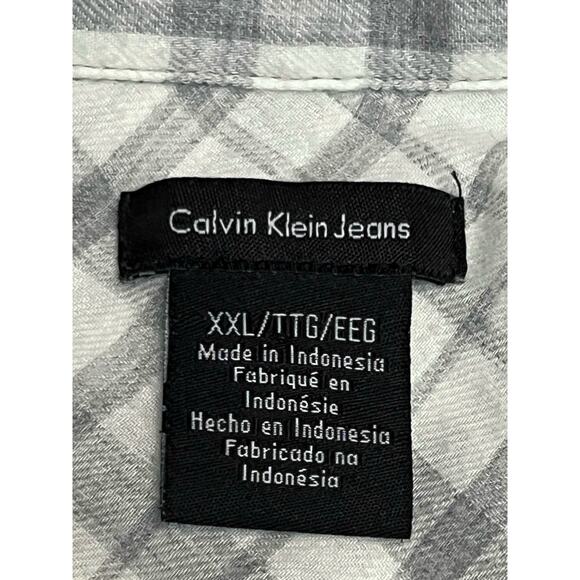 Calvin Klein Jeans
XXL/TTG/EEG
Made in Indonesia
Fabriqué en
Indonésie
Hecho en Indonesia
Fabricado na
Indonésia